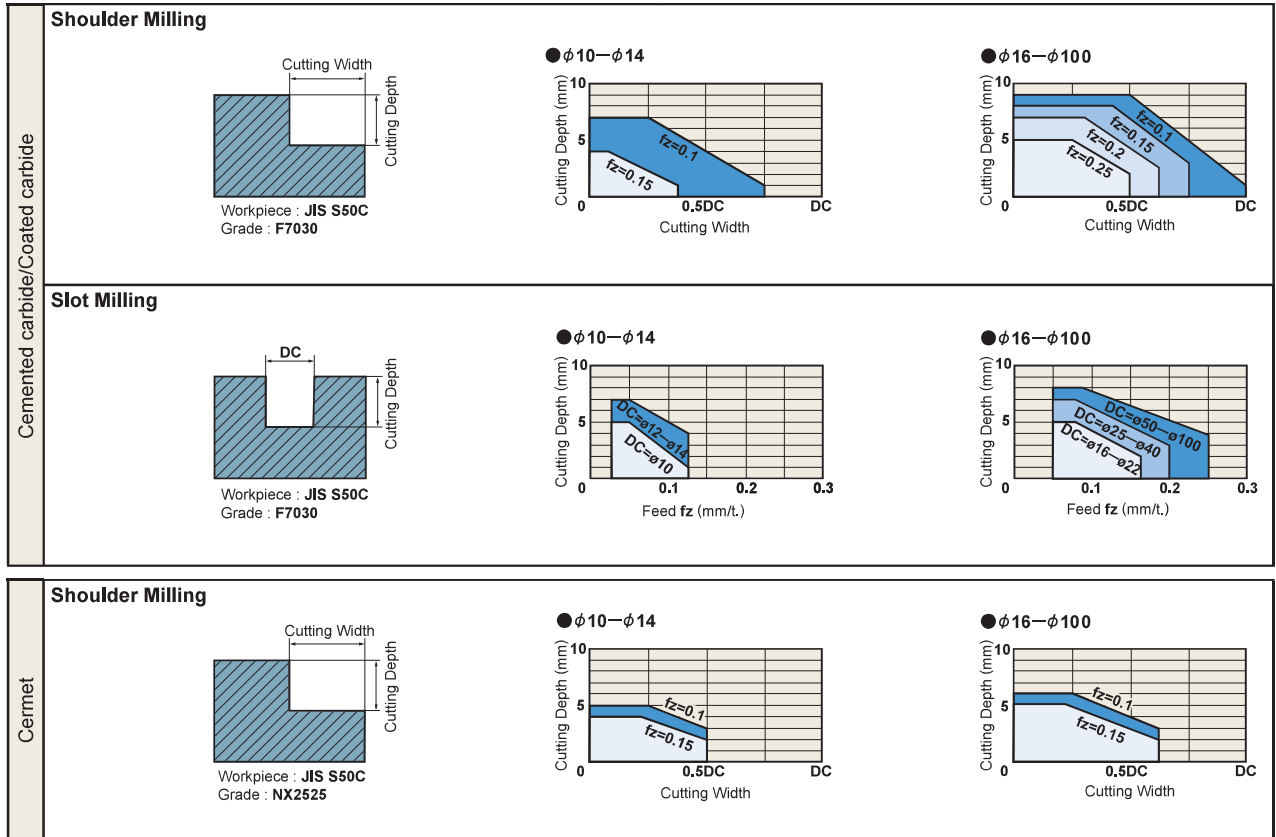 Cemented carbide/Coated carbide
Shoulder Milling
Cutting Width
Cutting Depth
Workpiece : JIS S50C
Grade : F7030
●φ10—φ14
Cutting Depth (mm)
10
5
0
fz=0.1
fz=0.15
0.5DC
DC
Cutting Width
●φ16—φ100
Cutting Depth (mm)
10
5
0
fz=0.1
fz=0.15
fz=0.2
fz=0.25
0.5DC
DC
Cutting Width
Slot Milling
DC
Cutting Depth
Workpiece : JIS S50C
Grade : F7030
●φ10—φ14
Cutting Depth (mm)
10
5
0
DC=ø12—ø14
DC=ø10
0.1
0.2
0.3
Feed fz (mm/t.)
●φ16—φ100
Cutting Depth (mm)
10
5
0
DC=ø50—ø100
DC=ø25—ø40
DC=ø16—ø22
0.1
0.2
0.3
Feed fz (mm/t.)
Cermet
Shoulder Milling
Cutting Width
Cutting Depth
Workpiece : JIS S50C
Grade : NX2525
●φ10—φ14
Cutting Depth (mm)
10
5
0
fz=0.1
fz=0.15
0.5DC
DC
Cutting Width
●φ16—φ100
Cutting Depth (mm)
10
5
0
fz=0.1
fz=0.15
0.5DC
DC
Cutting Width